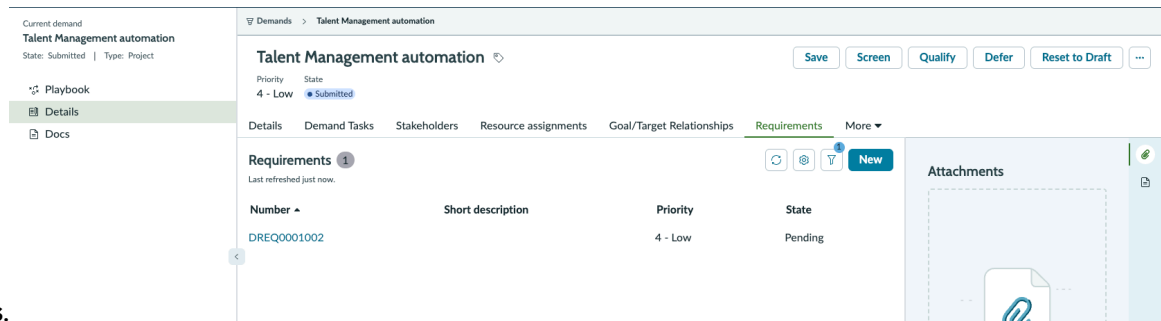 Current demand
Talent Management automation
State: Submitted | Type: Project
Playbook
Details
Docs
Demands > Talent Management automation
Talent Management automation
Save Screen Qualify Defer Reset to Draft ...
Priority State
4 - Low Submitted
Details Demand Tasks Stakeholders Resource assignments Goal/Target Relationships Requirements More
Requirements 1
1
New
Last refreshed just now.
Number Short description Priority State
DREQ0001002 4 - Low Pending
Attachments
s.